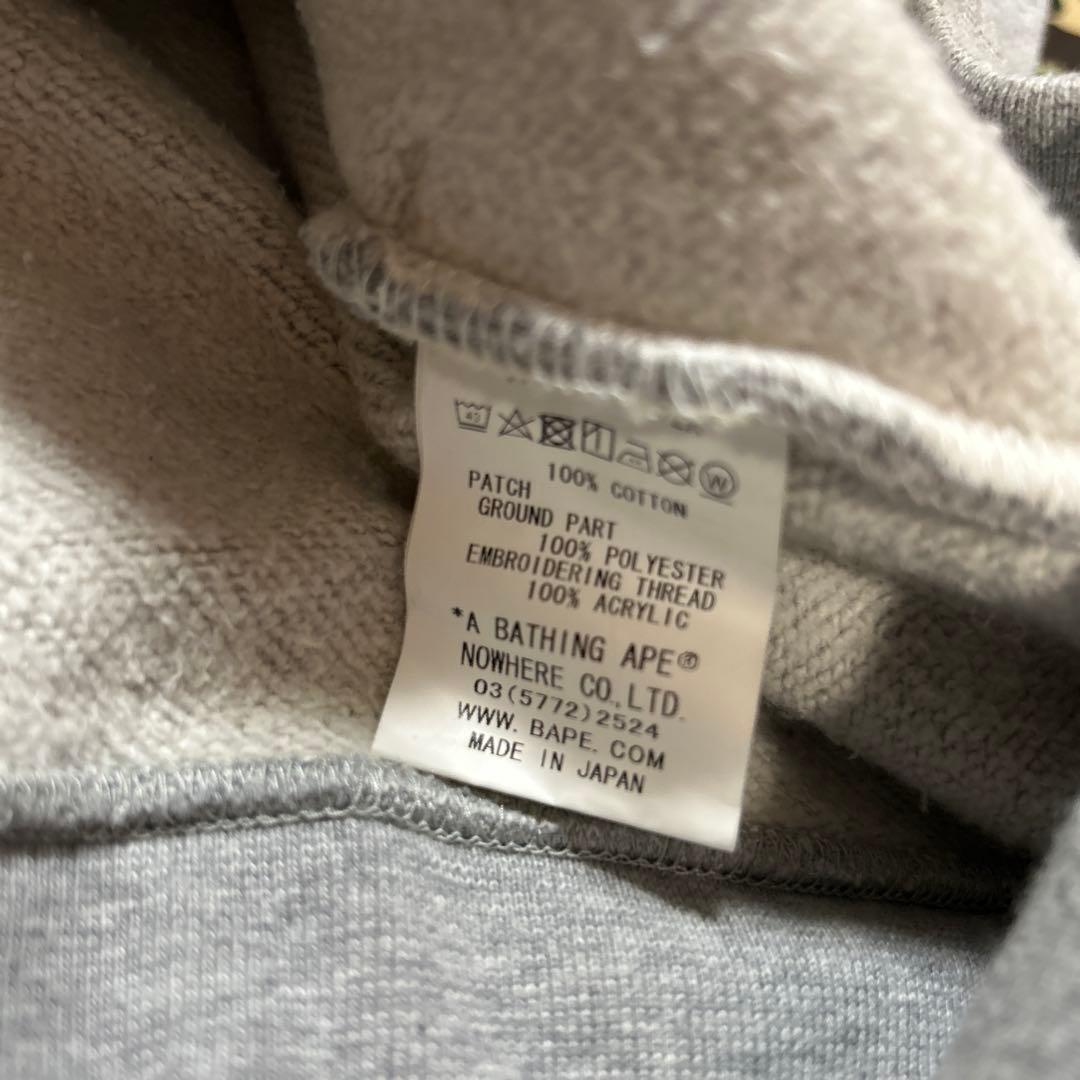 40
W
100% COTTON
PATCH
GROUND PART
100% POLYESTER
EMBROIDERING THREAD
100% ACRYLIC
*A BATHING APE®
NOWHERE CO., LTD.
03(5772)2524
WWW. BAPE. COM
MADE IN JAPAN